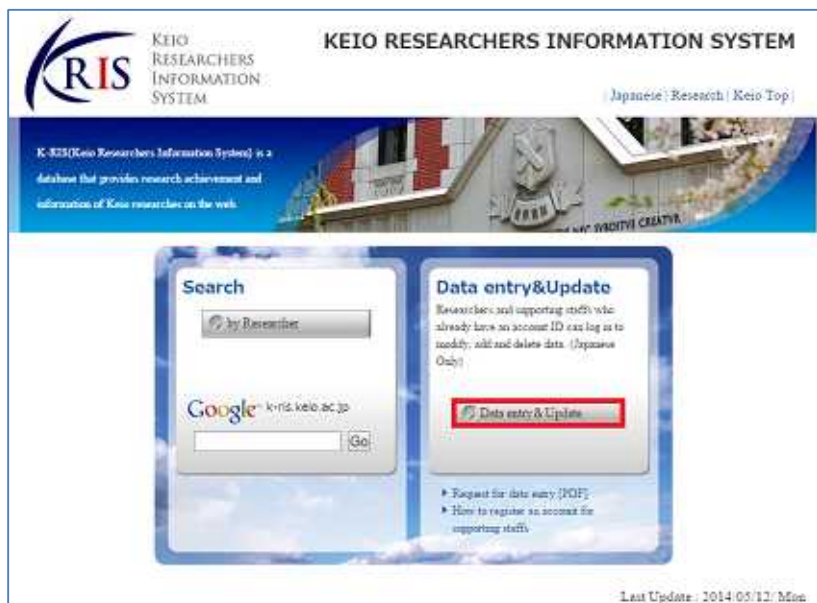 KRIS
KEIO
RESEARCHERS
INFORMATION
SYSTEM
KEIO RESEARCHERS INFORMATION SYSTEM
| Japanese | Research | Keio Top |
K-RIS(Keio Researchers Information System) is a
database that provides research achievement and
information of Keio researches on the web.
Search
by Researcher
Google k-ris.keio.ac.jp
Go
Data entry&Update
Researchers and supporting staffs who
already have an account ID can log in to
modify, add and delete data. (Japanese
Only)
Data entry & Update
Request for data entry [PDF]
How to register an account for
supporting staffs
Last Update : 2014/05/12/ Mon